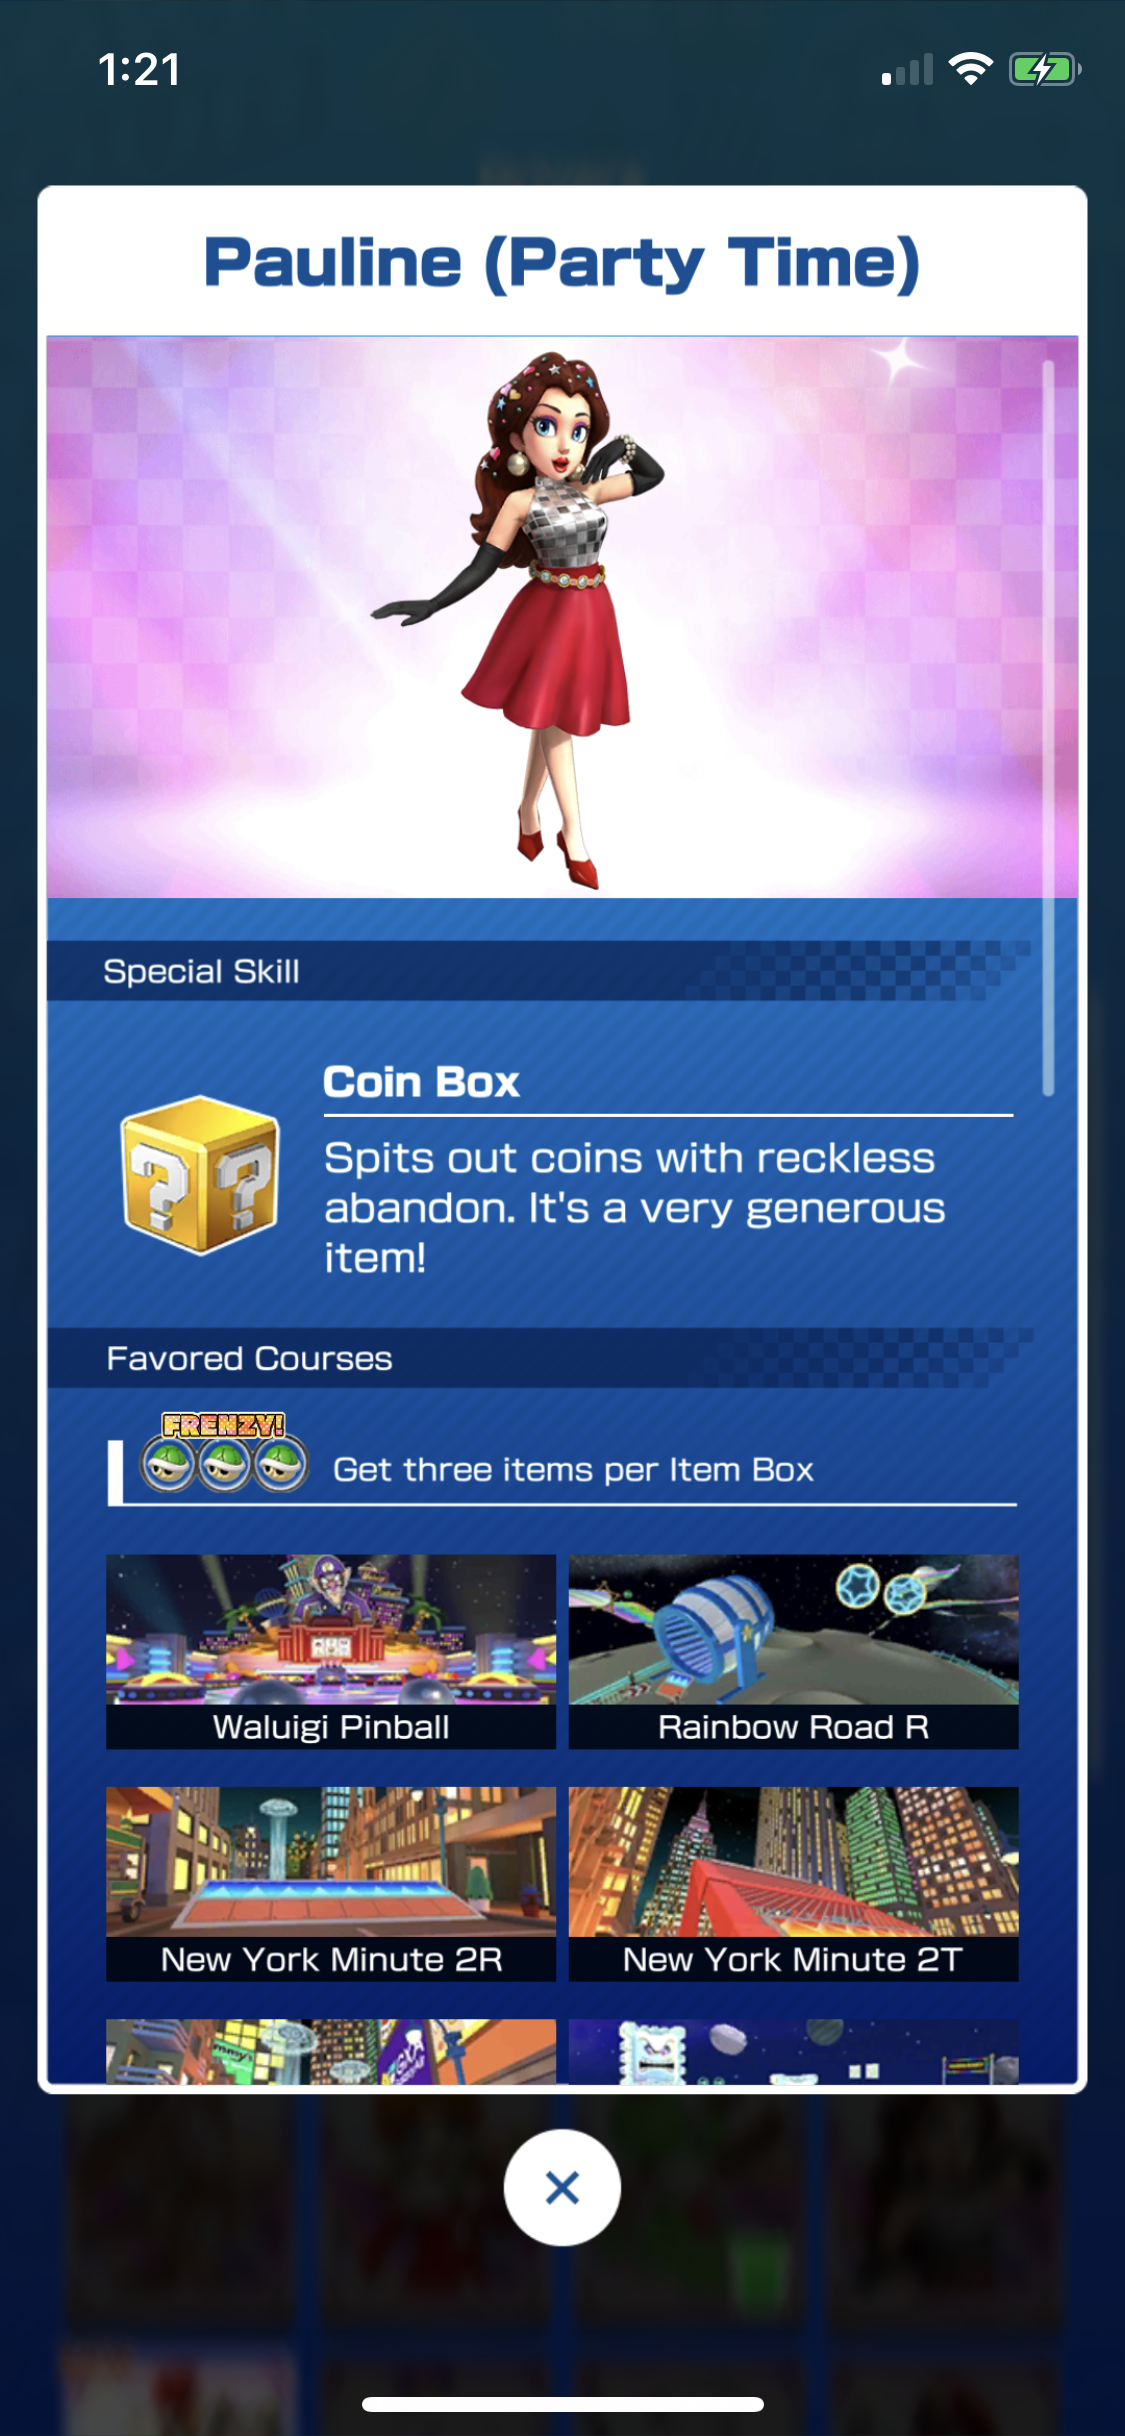 1:21
Pauline (Party Time)
Special Skill
Coin Box
Spits out coins with reckless
abandon. It's a very generous
item!
Favored Courses
FRENZY!
Get three items per Item Box
Waluigi Pinball
Rainbow Road R
New York Minute 2R
New York Minute 2T